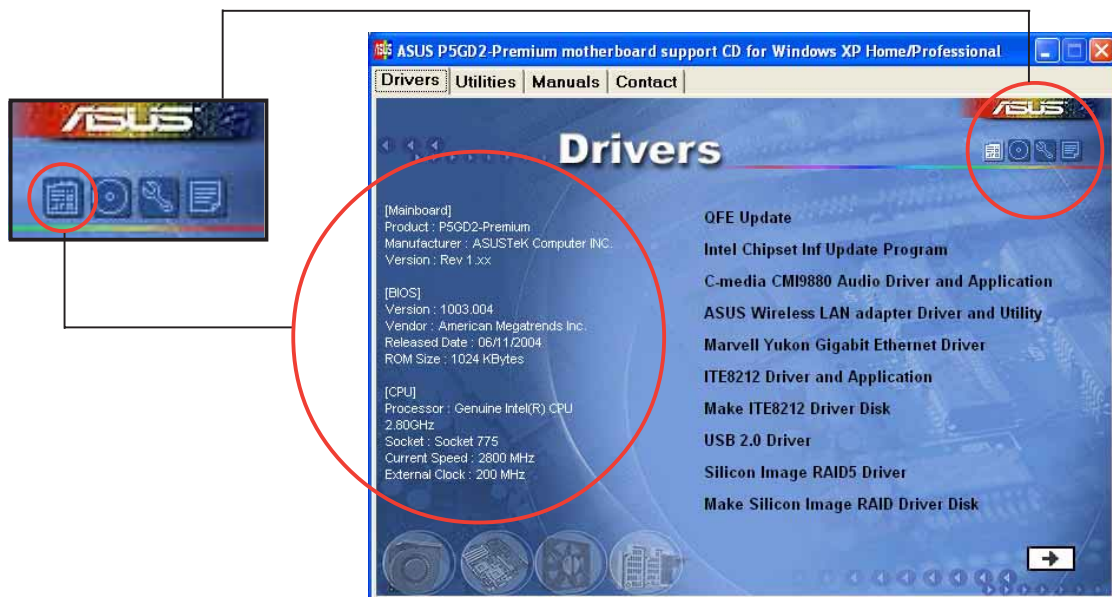 ASUS
ASUS P5GD2-Premium motherboard support CD for Windows XP Home/Professional
Drivers Utilities Manuals Contact
ASUS
Drivers
[Mainboard]
Product : P5GD2-Premium
Manufacturer : ASUSTeK Computer INC.
Version : Rev 1.xx
[BIOS]
Version : 1003.004
Vendor : American Megatrends Inc.
Released Date : 06/11/2004
ROM Size : 1024 KBytes
[CPU]
Processor : Genuine Intel(R) CPU
2.80GHz
Socket : Socket 775
Current Speed : 2800 MHz
External Clock : 200 MHz
QFE Update
Intel Chipset Inf Update Program
C-media CMI9880 Audio Driver and Application
ASUS Wireless LAN adapter Driver and Utility
Marvell Yukon Gigabit Ethernet Driver
ITE8212 Driver and Application
Make ITE8212 Driver Disk
USB 2.0 Driver
Silicon Image RAID5 Driver
Make Silicon Image RAID Driver Disk